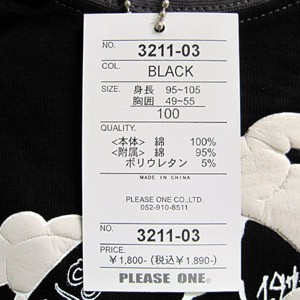 NO. 3211-03
COL. BLACK
SIZE. 身長 95~105
胸囲 49~55
100
QUALITY.
<本体> 綿 100%
<附属> 綿 95%
ポリウレタン 5%
MADE IN CHINA
PLEASE ONE CO.,LTD.
052-910-8511
NO. 3211-03
PRICE. ¥1,800-(税込¥1,890-)
PLEASE ONE®